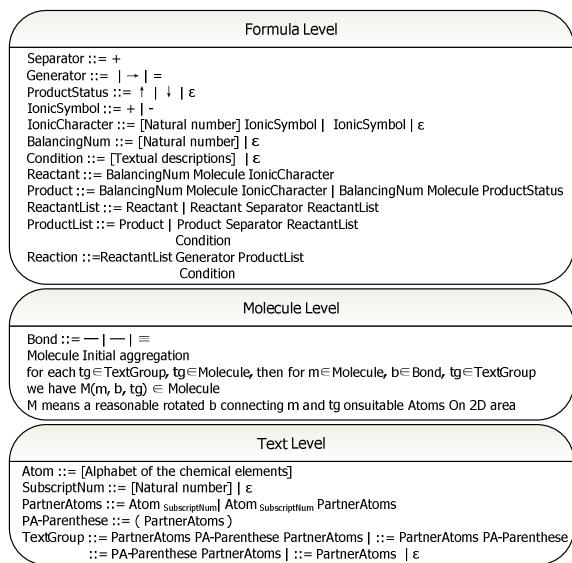 Formula Level
Separator ::= +
Generator ::= | → | =
ProductStatus ::= ↑ | ↓ | ε
IonicSymbol ::= + | -
IonicCharacter ::= [Natural number] IonicSymbol | IonicSymbol | ε
BalancingNum ::= [Natural number] | ε
Condition ::= [Textual descriptions] | ε
Reactant ::= BalancingNum Molecule IonicCharacter
Product ::= BalancingNum Molecule IonicCharacter | BalancingNum Molecule ProductStatus
ReactantList ::= Reactant | Reactant Separator ReactantList
ProductList ::= Product | Product Separator ReactantList
Condition
Reaction ::=ReactantList Generator ProductList
Condition
Molecule Level
Bond ::= — | — | ≡
Molecule Initial aggregation
for each tg∈TextGroup, tg∈Molecule, then for m∈Molecule, b∈Bond, tg∈TextGroup
we have M(m, b, tg) ∈ Molecule
M means a reasonable rotated b connecting m and tg onsuitable Atoms On 2D area
Text Level
Atom ::= [Alphabet of the chemical elements]
SubscriptNum ::= [Natural number] | ε
PartnerAtoms ::= Atom SubscriptNum | Atom SubscriptNum PartnerAtoms
PA-Parenthese ::= ( PartnerAtoms )
TextGroup ::= PartnerAtoms PA-Parenthese PartnerAtoms | ::= PartnerAtoms PA-Parenthese
::= PA-Parenthese PartnerAtoms | ::= PartnerAtoms | ε